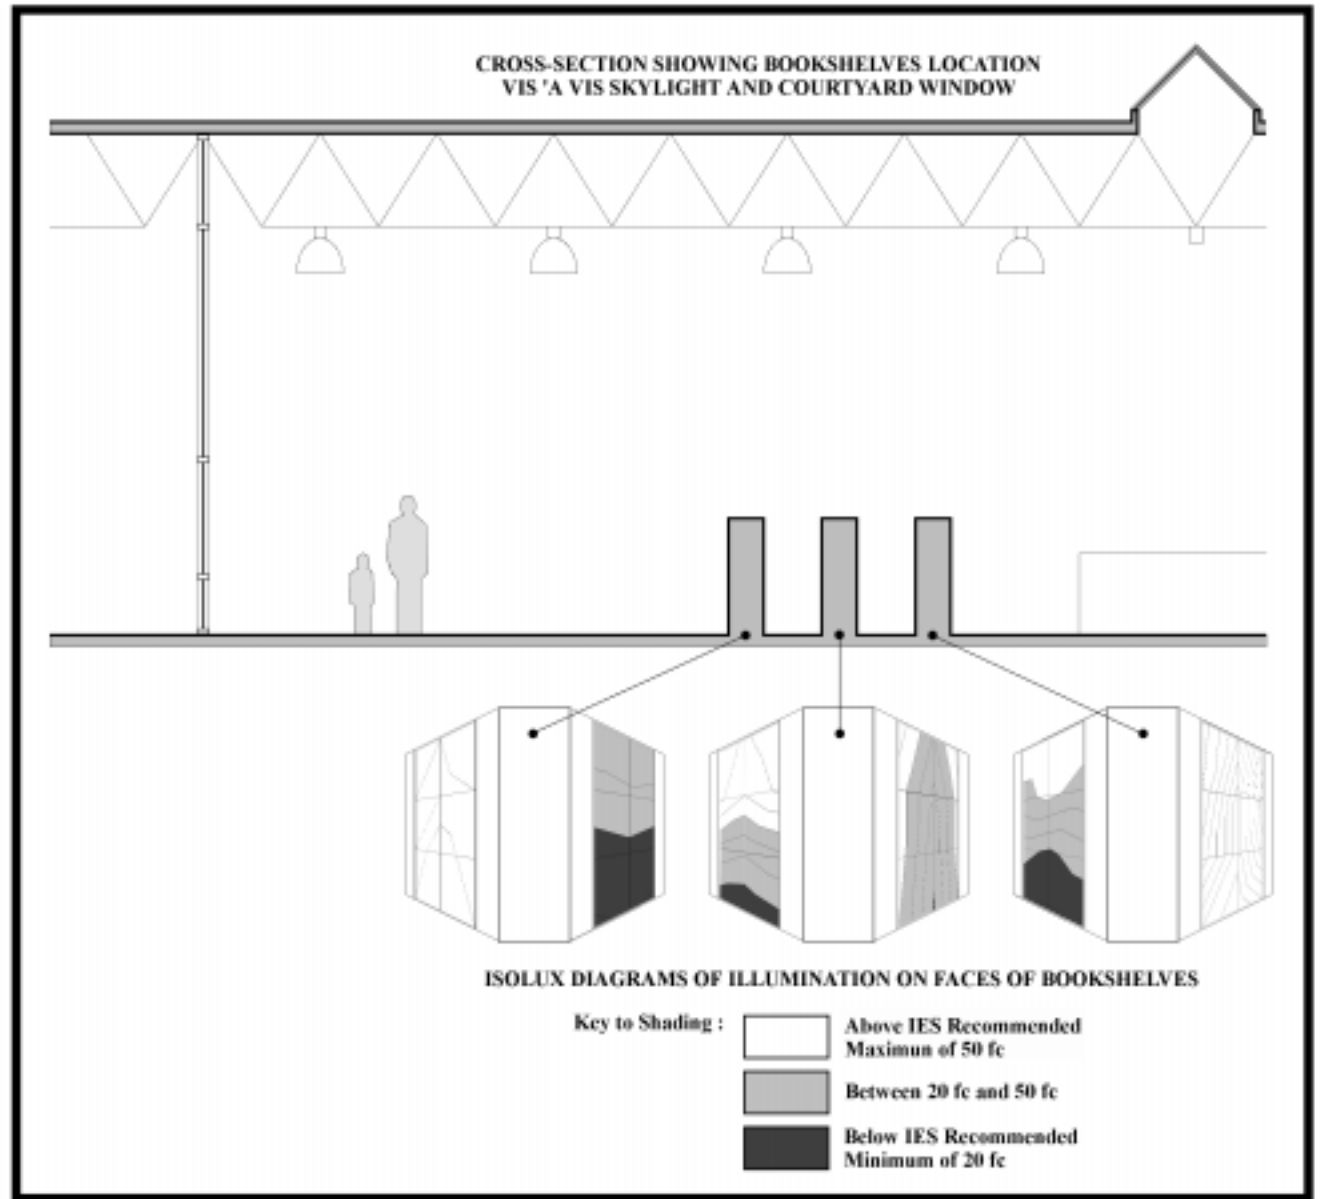 CROSS-SECTION SHOWING BOOKSHELVES LOCATION
VIS 'A VIS SKYLIGHT AND COURTYARD WINDOW
ISOLUX DIAGRAMS OF ILLUMINATION ON FACES OF BOOKSHELVES
Key to Shading :
Above IES Recommended
Maximun of 50 fc
Between 20 fc and 50 fc
Below IES Recommended
Minimum of 20 fc